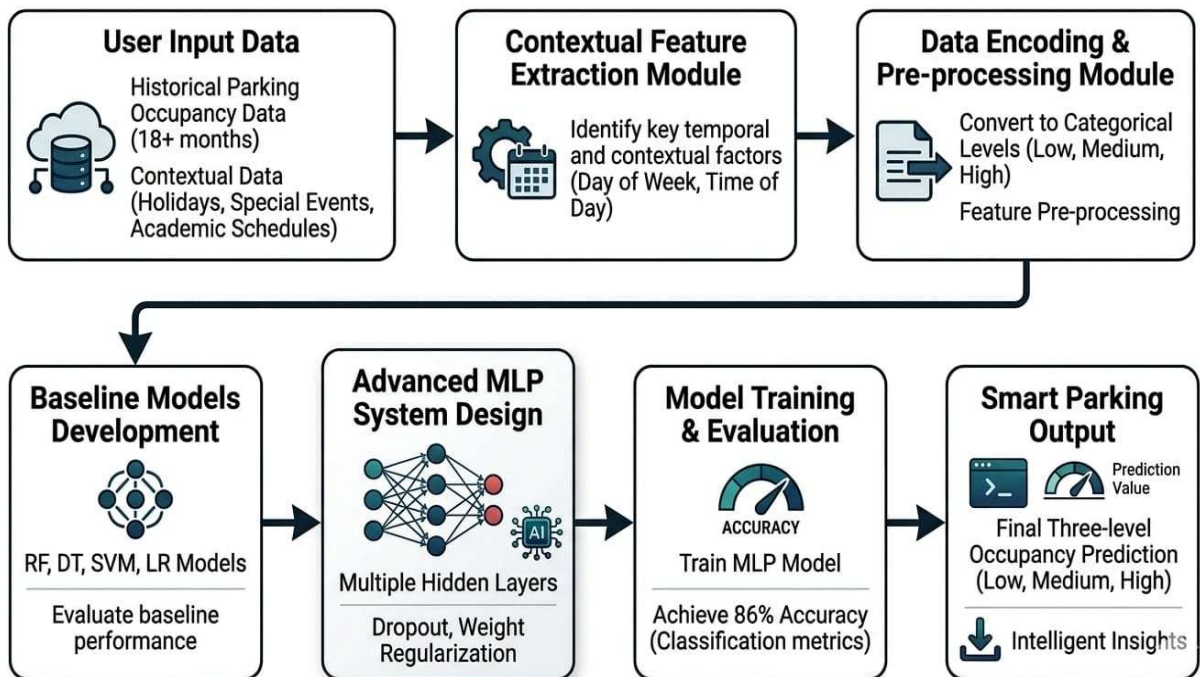 User Input Data
Historical Parking
Occupancy Data
(18+ months)
Contextual Data
(Holidays, Special Events,
Academic Schedules)
Contextual Feature
Extraction Module
Identify key temporal
and contextual factors
(Day of Week, Time of
Day)
Data Encoding &
Pre-processing Module
Convert to Categorical
Levels (Low, Medium,
High)
Feature Pre-processing
Baseline Models
Development
RF, DT, SVM, LR Models
Evaluate baseline
performance
Advanced MLP
System Design
AI
Multiple Hidden Layers
Dropout, Weight
Regularization
Model Training
& Evaluation
ACCURACY
Train MLP Model
Achieve 86% Accuracy
(Classification metrics)
Smart Parking
Output
Prediction
Value
Final Three-level
Occupancy Prediction
(Low, Medium, High)
Intelligent Insights